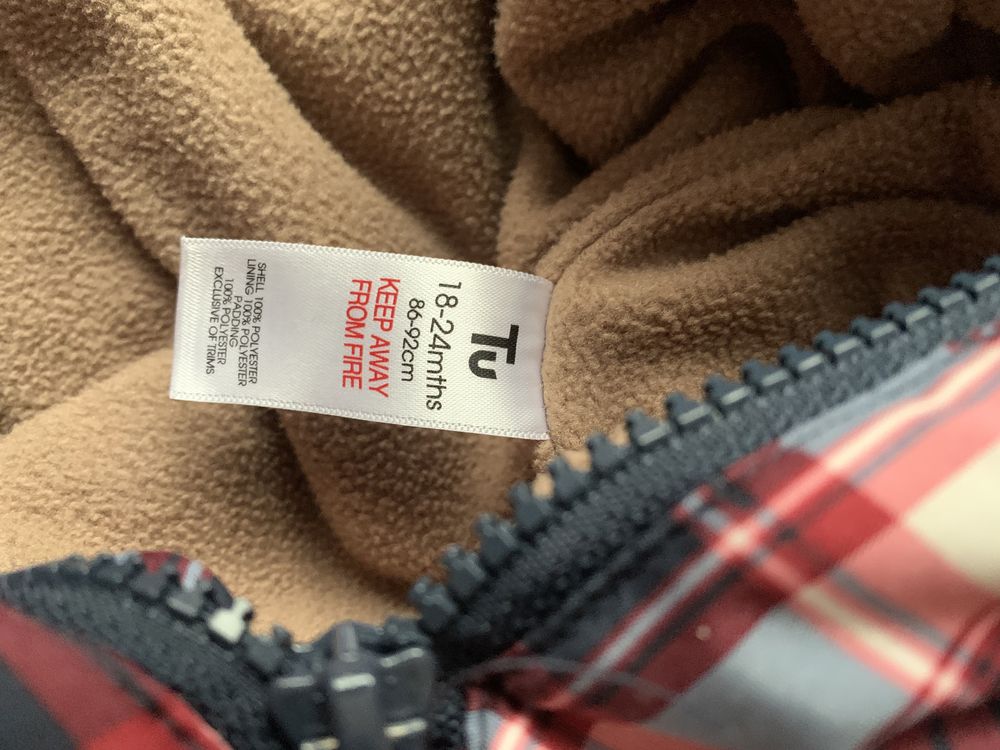 Tu
18-24mths
86-92cm
KEEP AWAY
FROM FIRE
SHELL 100% POLYESTER
LINING 100% POLYESTER
PADDING
100% POLYESTER
EXCLUSIVE OF TRIMS